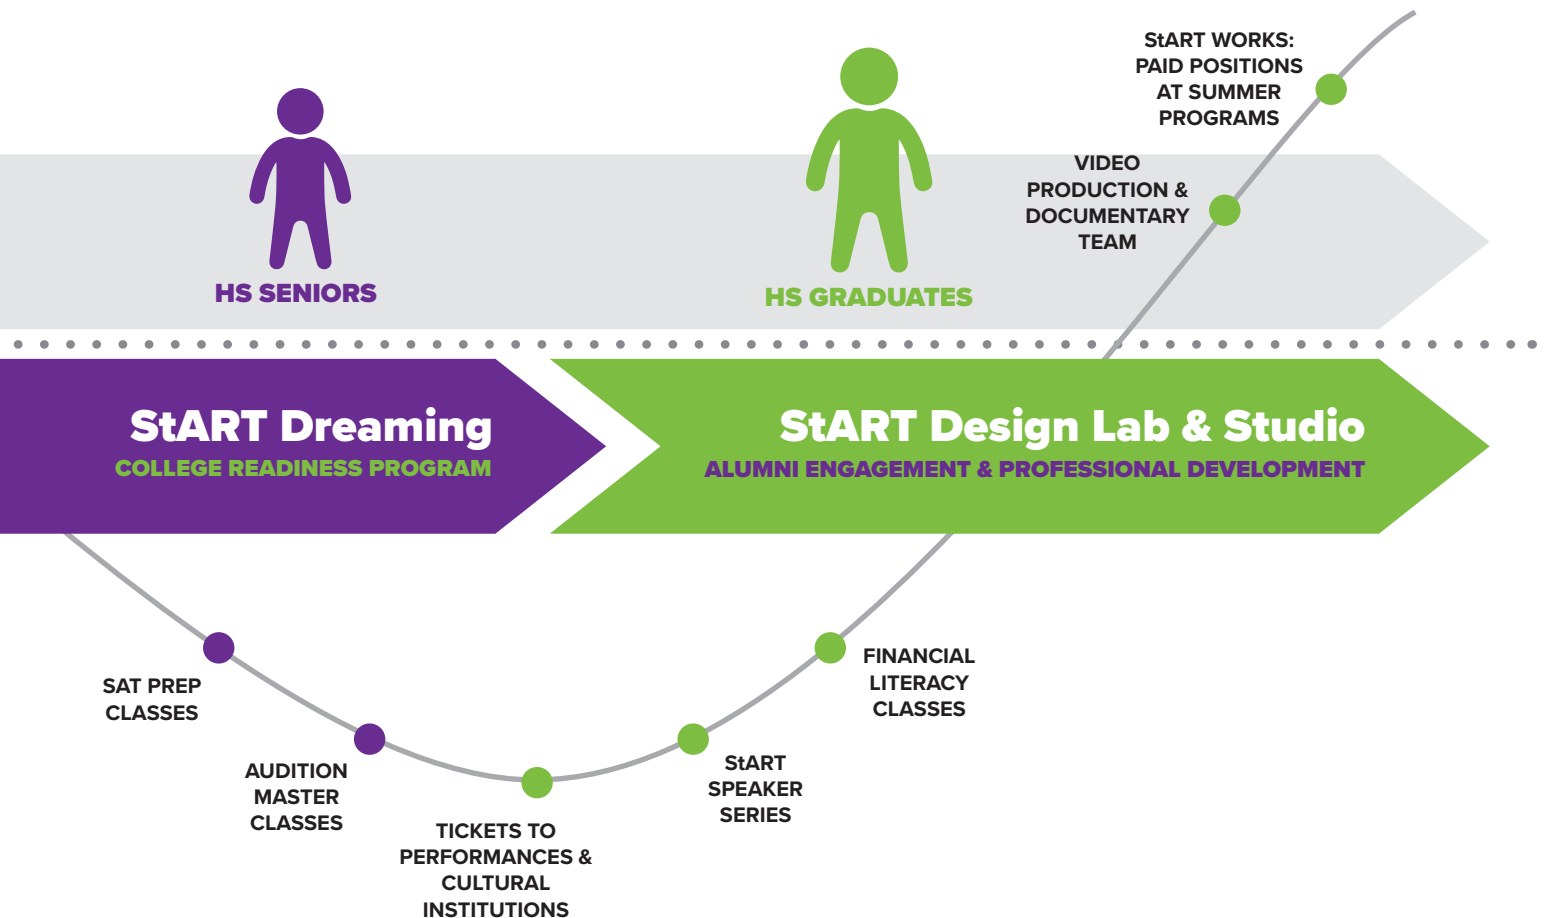 StART WORKS:
PAID POSITIONS
AT SUMMER
PROGRAMS
VIDEO
PRODUCTION &
DOCUMENTARY
TEAM
HS SENIORS
HS GRADUATES
StART Dreaming
COLLEGE READINESS PROGRAM
StART Design Lab & Studio
ALUMNI ENGAGEMENT & PROFESSIONAL DEVELOPMENT
SAT PREP
CLASSES
AUDITION
MASTER
CLASSES
TICKETS TO
PERFORMANCES &
CULTURAL
INSTITUTIONS
StART
SPEAKER
SERIES
FINANCIAL
LITERACY
CLASSES